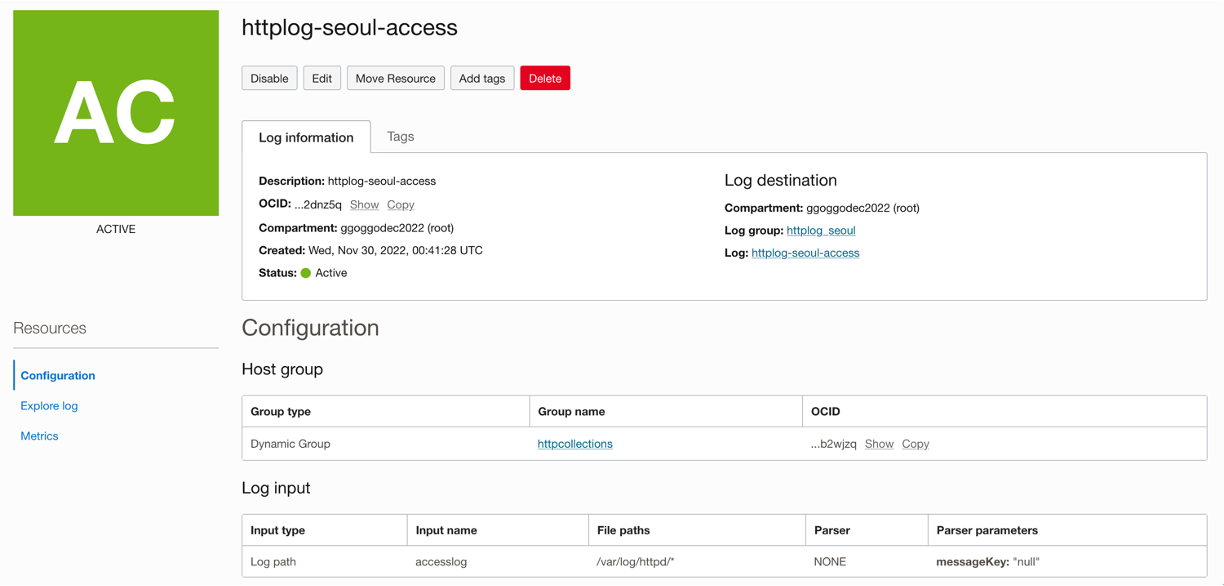 AC
ACTIVE
httplog-seoul-access
Disable Edit Move Resource Add tags Delete
Log information Tags
Description: httplog-seoul-access
OCID: ...2dnz5q Show Copy
Compartment: ggoggodec2022 (root)
Created: Wed, Nov 30, 2022, 00:41:28 UTC
Status: Active
Log destination
Compartment: ggoggodec2022 (root)
Log group: httplog_seoul
Log: httplog-seoul-access
Resources
Configuration
Explore log
Metrics
Configuration
Host group
Group type Group name OCID
Dynamic Group httpcollections ...b2wjzq Show Copy
Log input
Input type Input name File paths Parser Parser parameters
Log path accesslog /var/log/httpd/* NONE messageKey: "null"